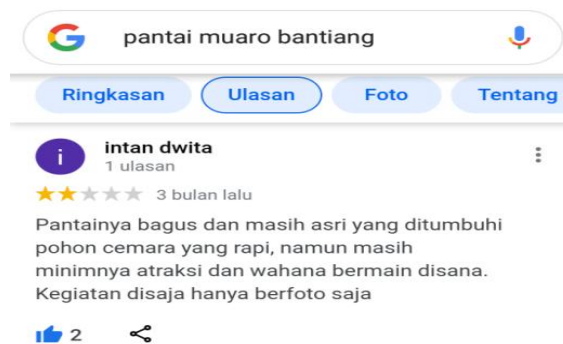 pantai muaro bantiang
Ringkasan Ulasan Foto Tentang
i
intan dwita
1 ulasan
3 bulan lalu
Pantainya bagus dan masih asri yang ditumbuhi
pohon cemara yang rapi, namun masih
minimnya atraksi dan wahana bermain disana.
Kegiatan disaja hanya berfoto saja
2